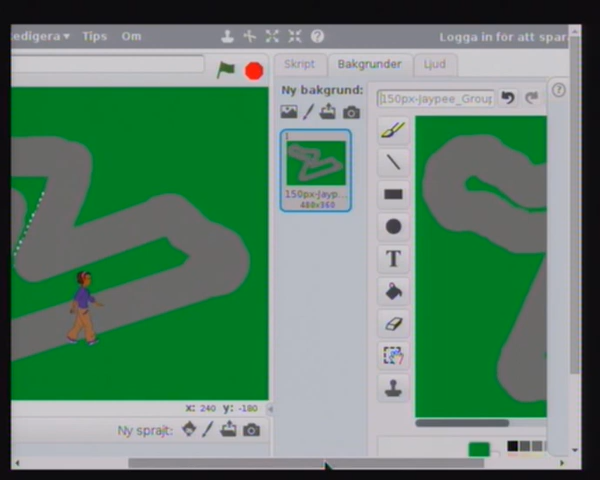 edigera Tips Om
Logga in för att spar
Skript Bakgrunder Ljud
Ny bakgrund:
150px-Jaypee_Group
1
150px-Jayp...
480x360
T
x: 240 y: -180
Ny sprajt: